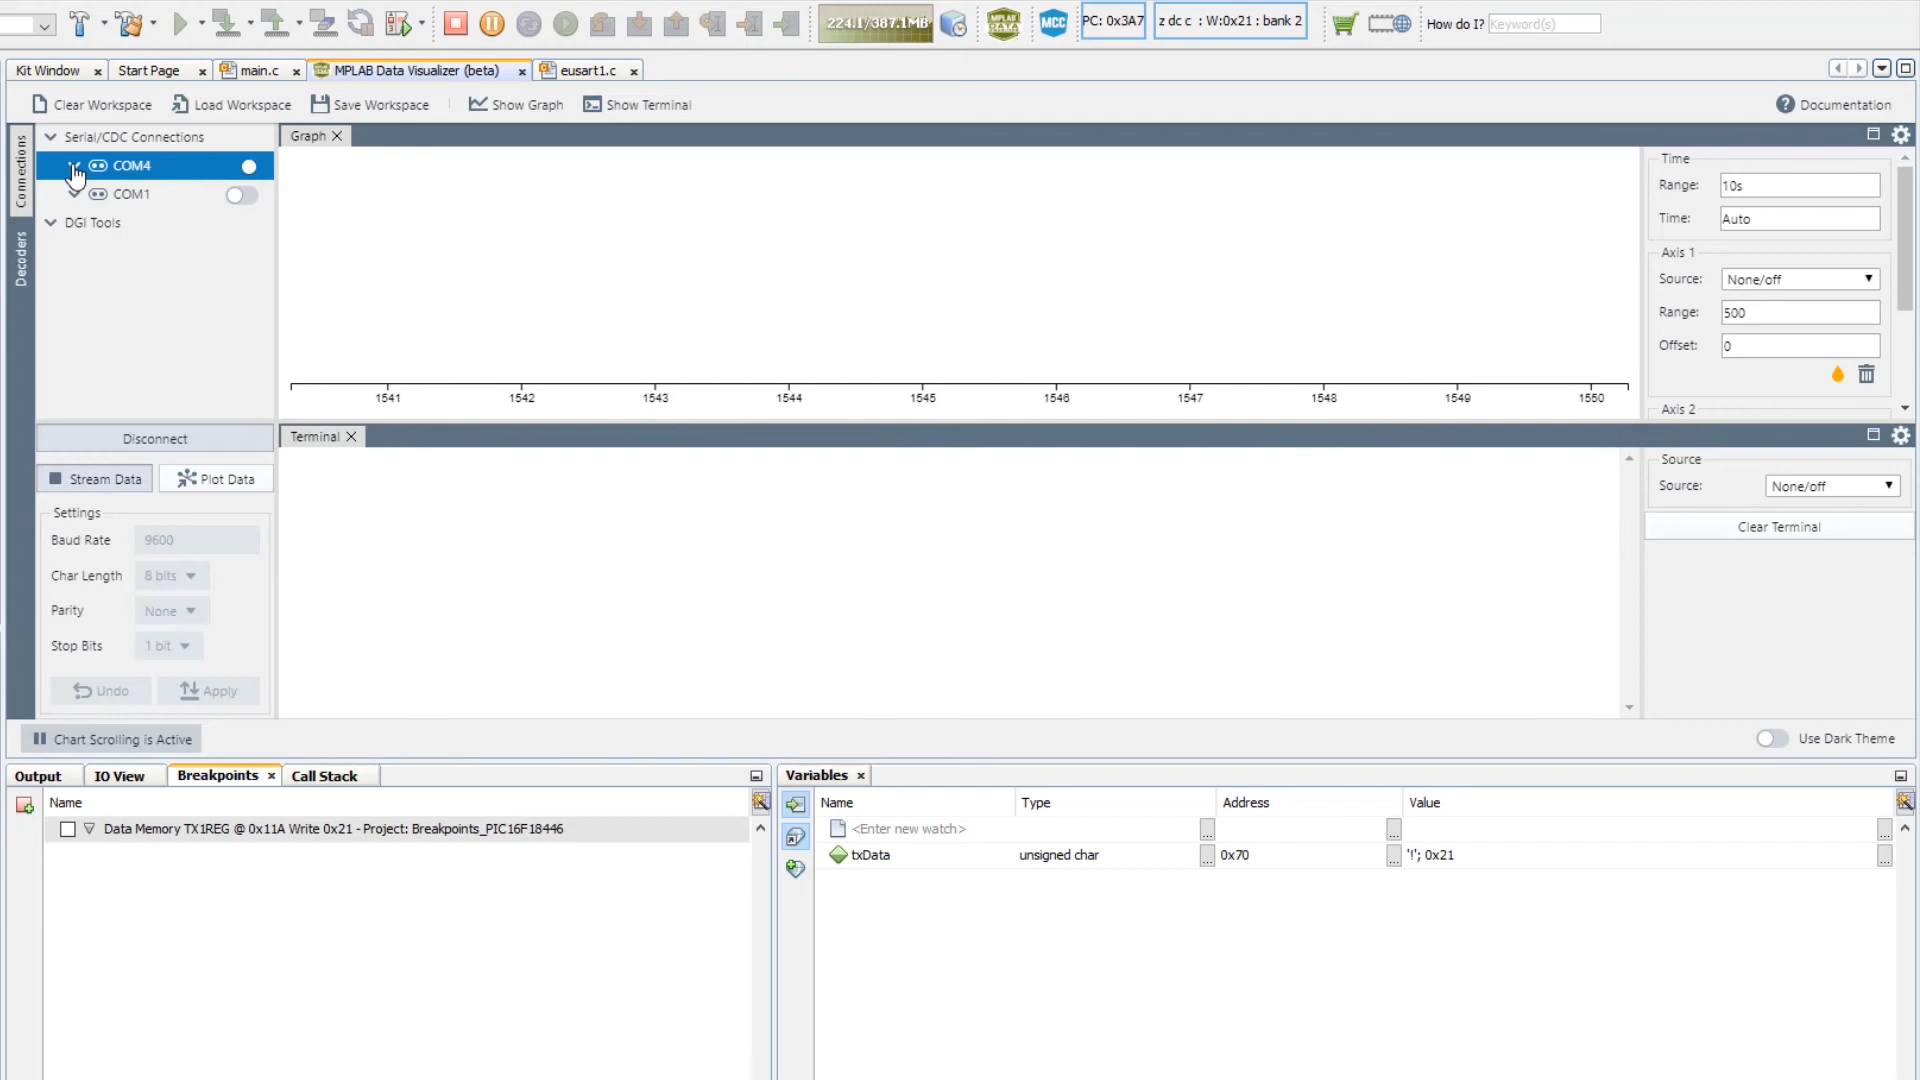 224.1/387.1MB MPLAB DATA MCC PC: 0x3A7 z dc c : W:0x21 : bank 2 How do I? Keyword(s)
Kit Window Start Page main.c MPLAB Data Visualizer (beta) eusart1.c
Clear Workspace Load Workspace Save Workspace Show Graph Show Terminal Documentation
Connections
Decoders
Serial/CDC Connections
COM4
COM1
DGI Tools
Graph
1541 1542 1543 1544 1545 1546 1547 1548 1549 1550
Time
Range: 10s
Time: Auto
Axis 1
Source: None/off
Range: 500
Offset: 0
Axis 2
Disconnect
Stream Data Plot Data
Settings
Baud Rate 9600
Char Length 8 bits
Parity None
Stop Bits 1 bit
Undo Apply
Terminal
Source
Source: None/off
Clear Terminal
Chart Scrolling is Active
Use Dark Theme
Output IO View Breakpoints Call Stack
Name
Data Memory TX1REG @ 0x11A Write 0x21 - Project: Breakpoints_PIC16F18446
Variables
Name Type Address Value
<Enter new watch> ... ... ...
txData unsigned char ... 0x70 ... '!'; 0x21 ...